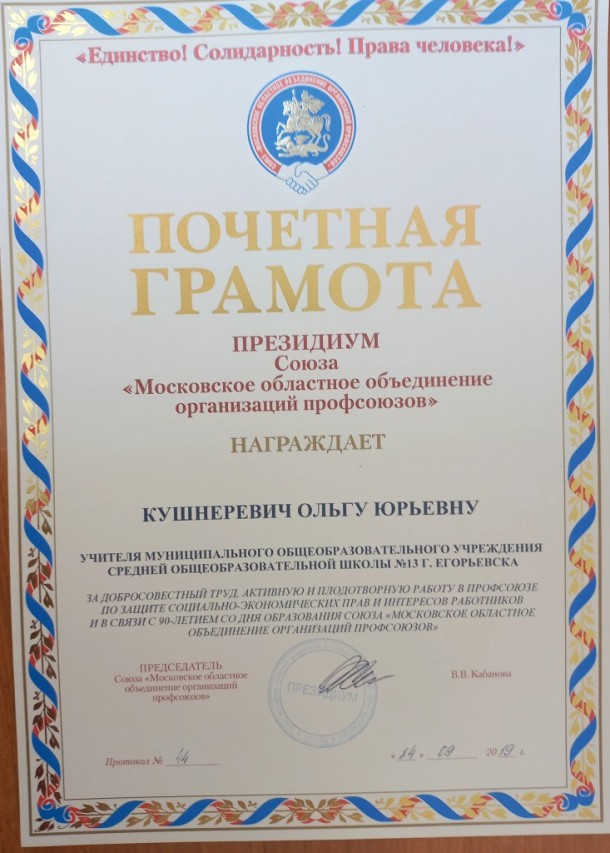 «Единство! Солидарность! Права человека!»
ПОЧЕТНАЯ
ГРАМОТА
ПРЕЗИДИУМ
Союза
«Московское областное объединение
организаций профсоюзов»
НАГРАЖДАЕТ
КУШНЕРЕВИЧ ОЛЬГУ ЮРЬЕВНУ
УЧИТЕЛЯ МУНИЦИПАЛЬНОГО ОБЩЕОБРАЗОВАТЕЛЬНОГО УЧРЕЖДЕНИЯ
СРЕДНЕЙ ОБЩЕОБРАЗОВАТЕЛЬНОЙ ШКОЛЫ №13 Г. ЕГОРЬЕВСКА
ЗА ДОБРОСОВЕСТНЫЙ ТРУД, АКТИВНУЮ И ПЛОДОТВОРНУЮ РАБОТУ В ПРОФСОЮЗЕ
ПО ЗАЩИТЕ СОЦИАЛЬНО-ЭКОНОМИЧЕСКИХ ПРАВ И ИНТЕРЕСОВ РАБОТНИКОВ
И В СВЯЗИ С 90-ЛЕТИЕМ СО ДНЯ ОБРАЗОВАНИЯ СОЮЗА «МОСКОВСКОЕ ОБЛАСТНОЕ
ОБЪЕДИНЕНИЕ ОРГАНИЗАЦИЙ ПРОФСОЮЗОВ»
ПРЕДСЕДАТЕЛЬ
Союза «Московское областное
объединение организаций
профсоюзов»
ПРЕЗИДИУМ
В.В. Кабанова
Протокол № 44
«24» 09 2019 г.